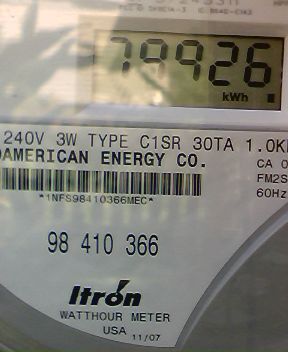 79926
kWh
240V 3W TYPE C1SR 30TA 1.0K
AMERICAN ENERGY CO.
CA 0
FM2S
60Hz
*1NFS98410366MEC*
98 410 366
Itron
WATTHOUR METER
USA 11/07